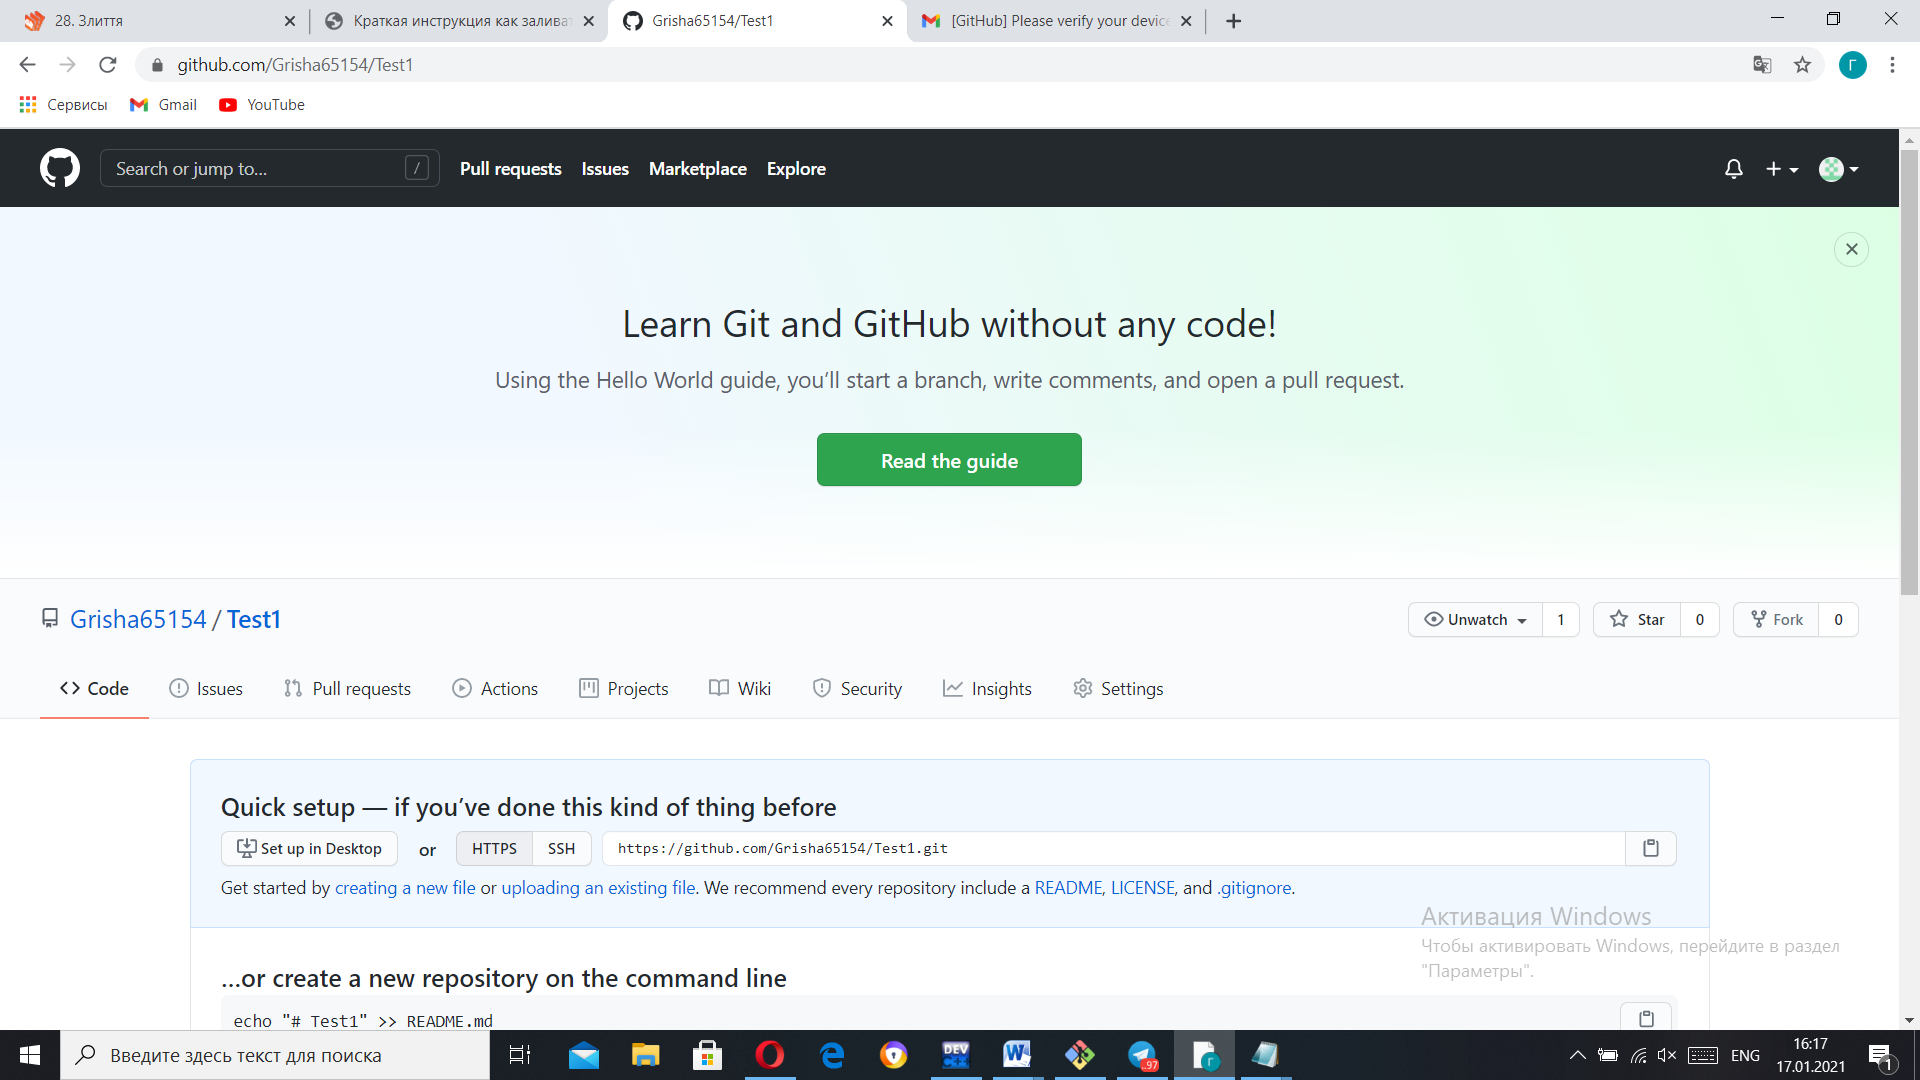 28. Злиття
Краткая инструкция как заливат
Grisha65154/Test1
[GitHub] Please verify your device
github.com/Grisha65154/Test1
Г
Сервисы
Gmail
YouTube
Search or jump to...
/
Pull requests
Issues
Marketplace
Explore
Learn Git and GitHub without any code!
Using the Hello World guide, you’ll start a branch, write comments, and open a pull request.
Read the guide
Grisha65154 / Test1
Unwatch 1
Star 0
Fork 0
Code
Issues
Pull requests
Actions
Projects
Wiki
Security
Insights
Settings
Quick setup — if you’ve done this kind of thing before
Set up in Desktop
or
HTTPS
SSH
https://github.com/Grisha65154/Test1.git
Get started by creating a new file or uploading an existing file. We recommend every repository include a README, LICENSE, and .gitignore.
Активация Windows
Чтобы активировать Windows, перейдите в раздел
"Параметры".
…or create a new repository on the command line
echo "# Test1" >> README.md
Введите здесь текст для поиска
DEV
C++
W
..97
г
ENG
16:17
17.01.2021
1